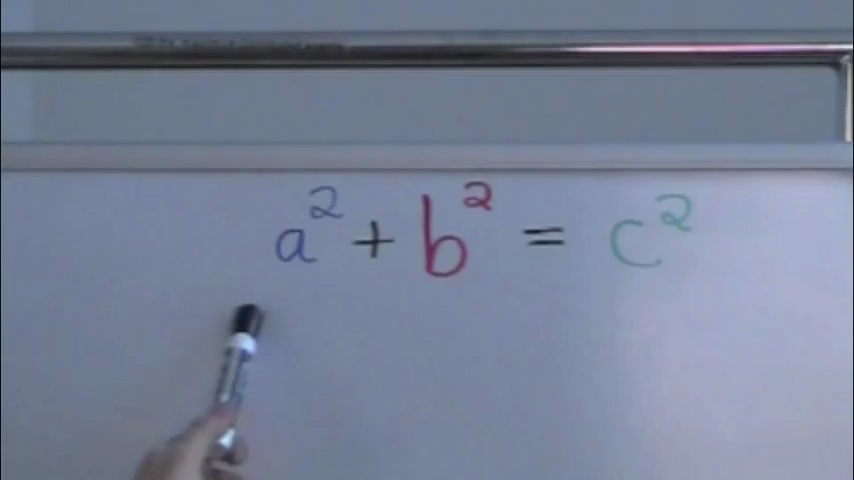 a² + b² = c²